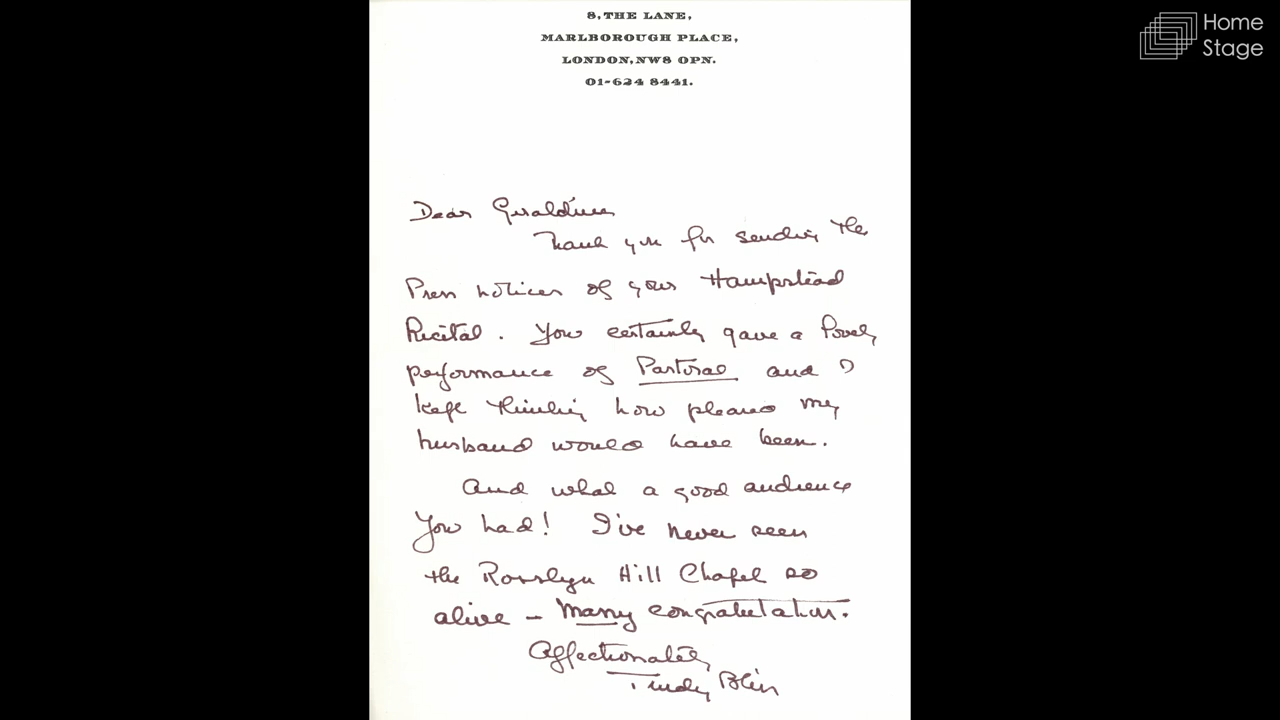 8, THE LANE,
MARLBOROUGH PLACE,
LONDON, NW8 OPN.
01-624 8441.
Home
Stage
Dear Geraldine
Thank you for sending the
Press notices of your Hampstead
Recital. You certainly gave a lovely
performance of Pastoral and I
kept thinking how pleased my
husband would have been.
And what a good audience
you had! I've never seen
the Rosslyn Hill Chapel so
alive – Many congratulations.
Affectionately
Trudy Bliss